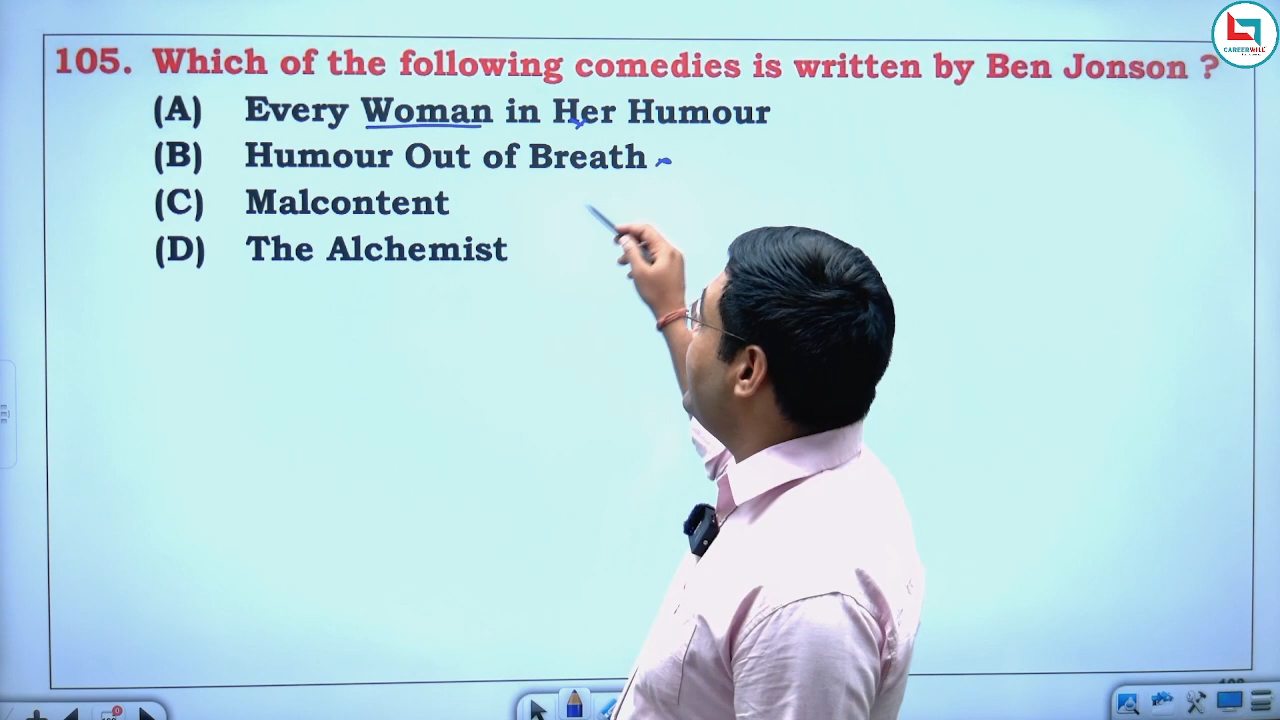 CAREERWILL
105. Which of the following comedies is written by Ben Jonson ?
(A) Every Woman in Her Humour
(B) Humour Out of Breath
(C) Malcontent
(D) The Alchemist